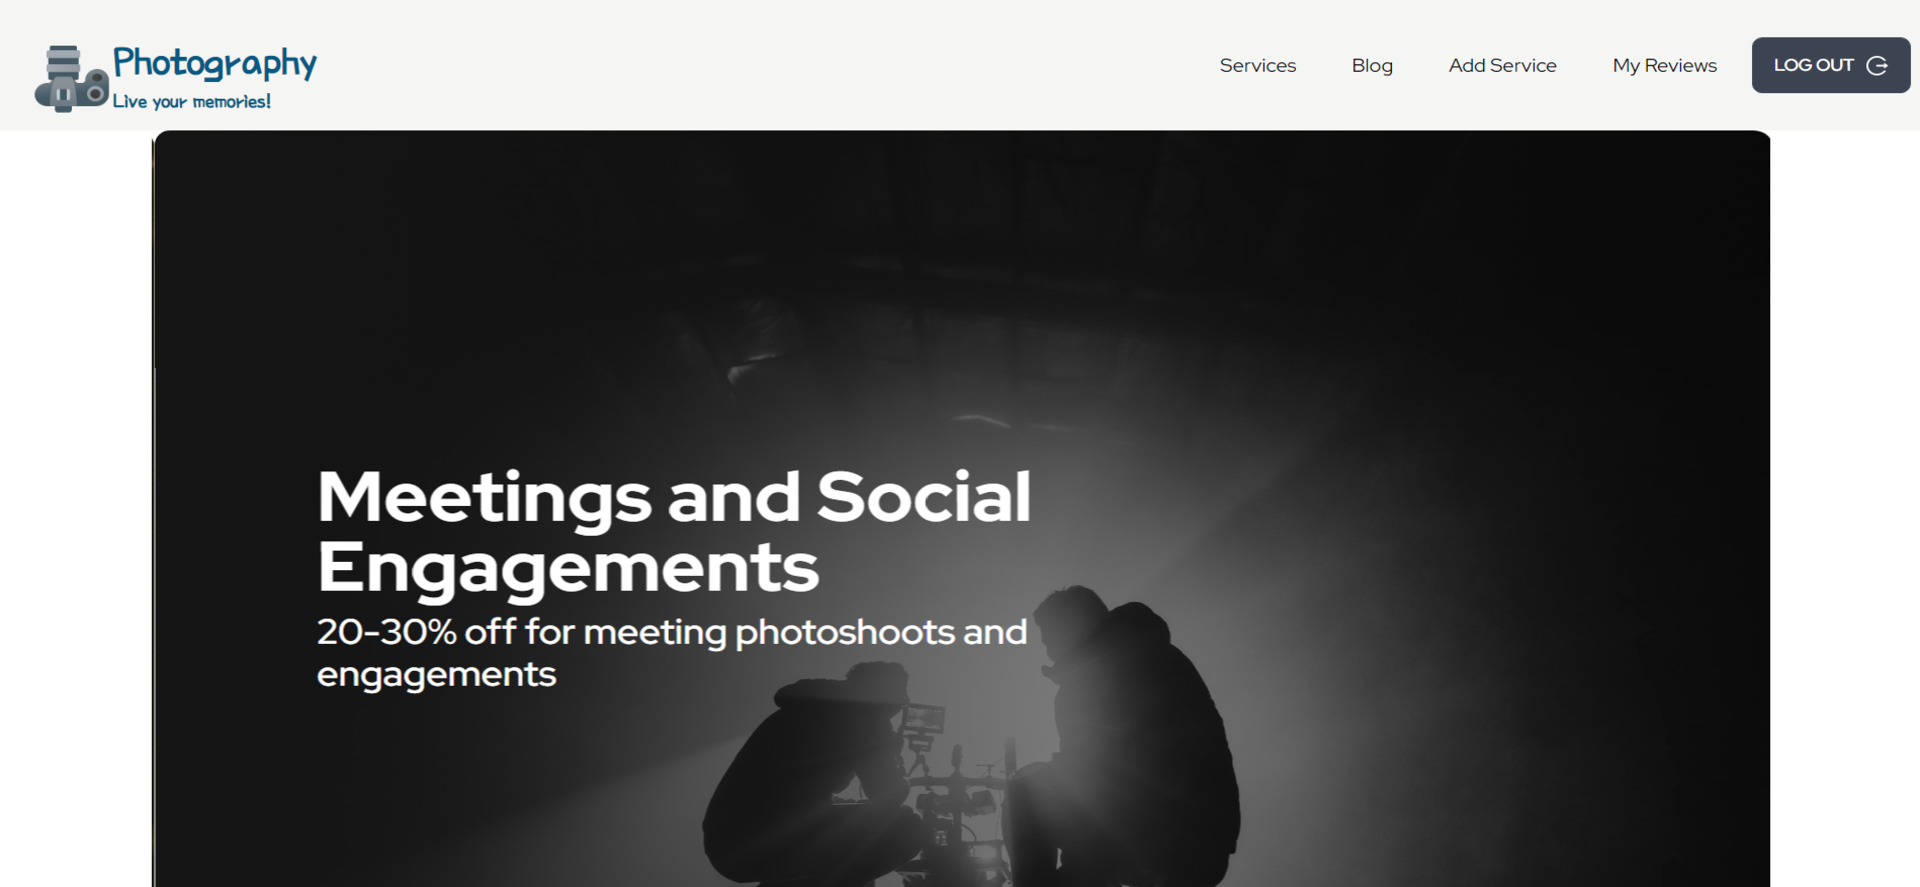 Photography
Live your memories!
Services
Blog
Add Service
My Reviews
LOG OUT
Meetings and Social
Engagements
20-30% off for meeting photoshoots and
engagements